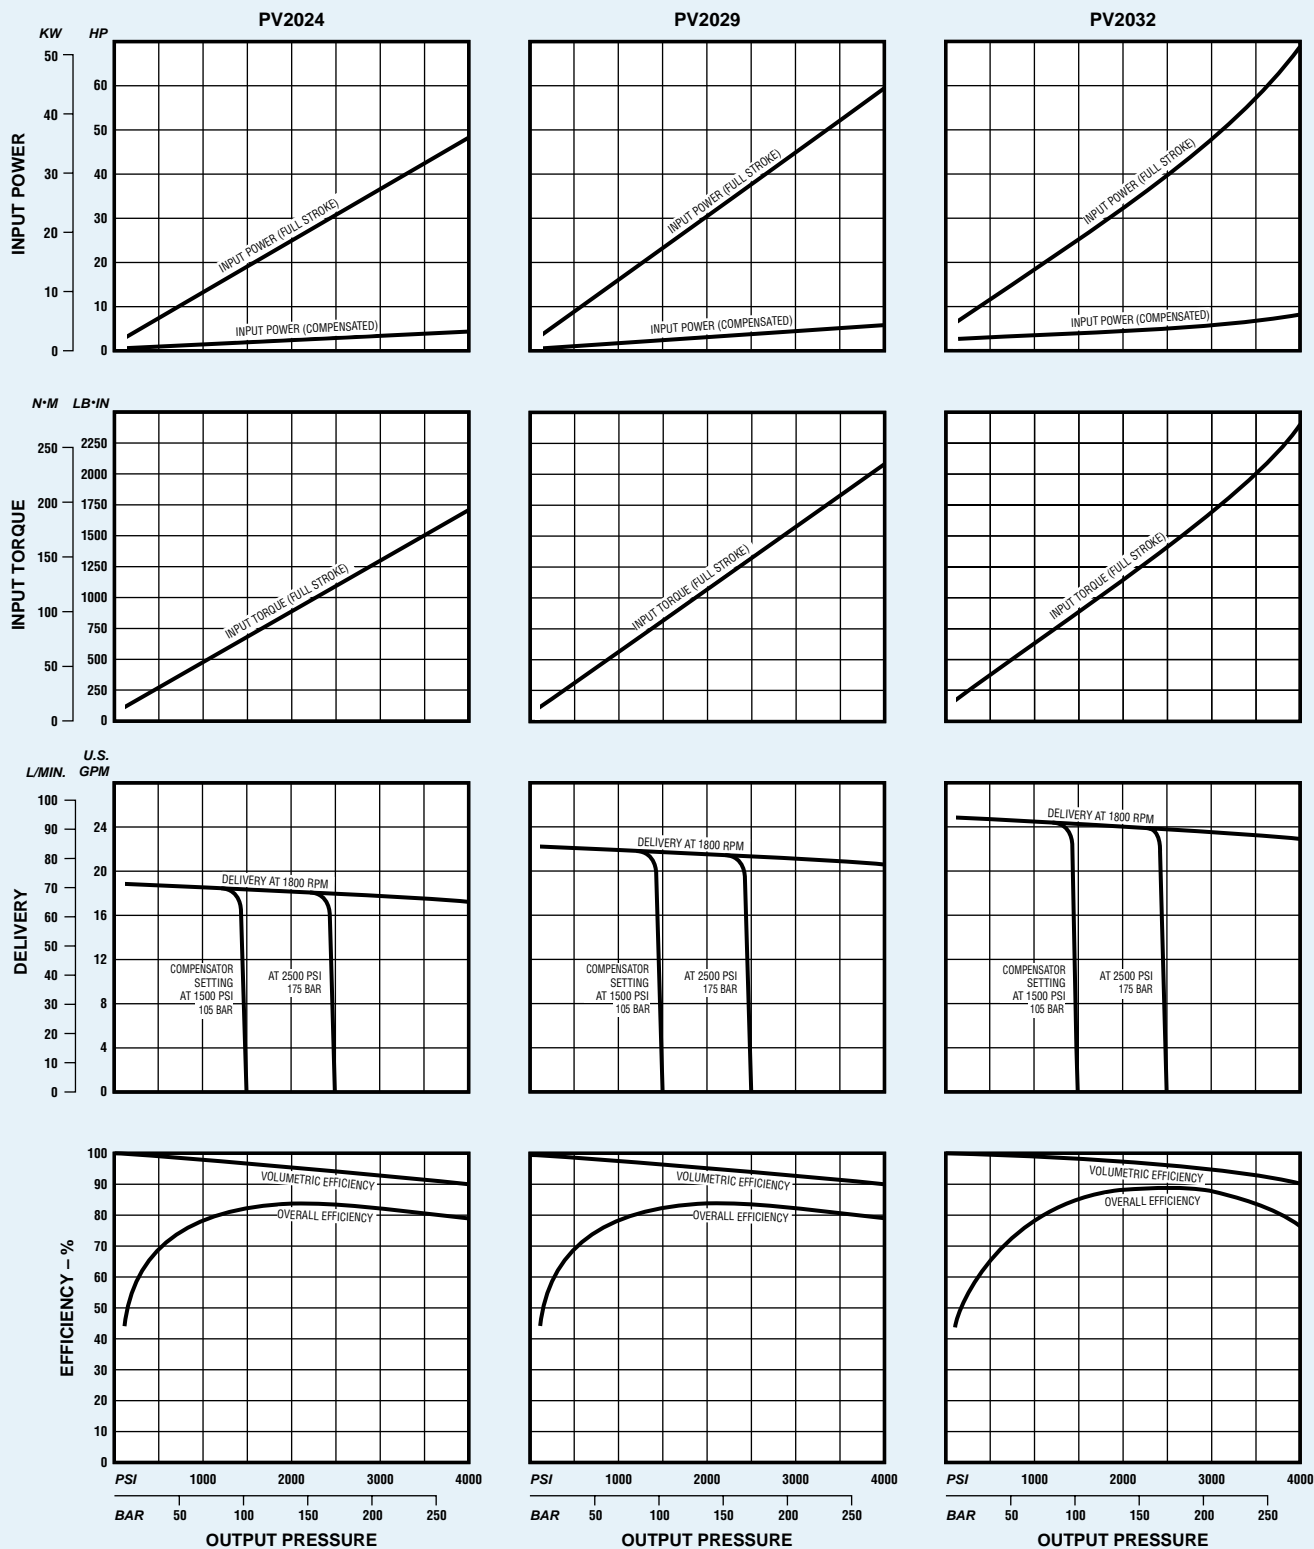 PV2024
PV2029
PV2032
KW HP
50
40
30
20
10
0
60
50
40
30
20
10
0
INPUT POWER
INPUT POWER (FULL STROKE)
INPUT POWER (COMPENSATED)
INPUT POWER (FULL STROKE)
INPUT POWER (COMPENSATED)
INPUT POWER (FULL STROKE)
INPUT POWER (COMPENSATED)
N•M LB•IN
250
200
150
100
50
0
2250
2000
1750
1500
1250
1000
750
500
250
0
INPUT TORQUE
INPUT TORQUE (FULL STROKE)
INPUT TORQUE (FULL STROKE)
INPUT TORQUE (FULL STROKE)
U.S.
L/MIN. GPM
100
90
80
70
60
50
40
30
20
10
0
24
20
16
12
8
4
0
DELIVERY
DELIVERY AT 1800 RPM
COMPENSATOR
SETTING
AT 1500 PSI
105 BAR
AT 2500 PSI
175 BAR
DELIVERY AT 1800 RPM
COMPENSATOR
SETTING
AT 1500 PSI
105 BAR
AT 2500 PSI
175 BAR
DELIVERY AT 1800 RPM
COMPENSATOR
SETTING
AT 1500 PSI
105 BAR
AT 2500 PSI
175 BAR
100
90
80
70
60
50
40
30
20
10
0
EFFICIENCY – %
VOLUMETRIC EFFICIENCY
OVERALL EFFICIENCY
VOLUMETRIC EFFICIENCY
OVERALL EFFICIENCY
VOLUMETRIC EFFICIENCY
OVERALL EFFICIENCY
PSI 1000 2000 3000 4000
BAR 50 100 150 200 250
OUTPUT PRESSURE
PSI 1000 2000 3000 4000
BAR 50 100 150 200 250
OUTPUT PRESSURE
PSI 1000 2000 3000 4000
BAR 50 100 150 200 250
OUTPUT PRESSURE